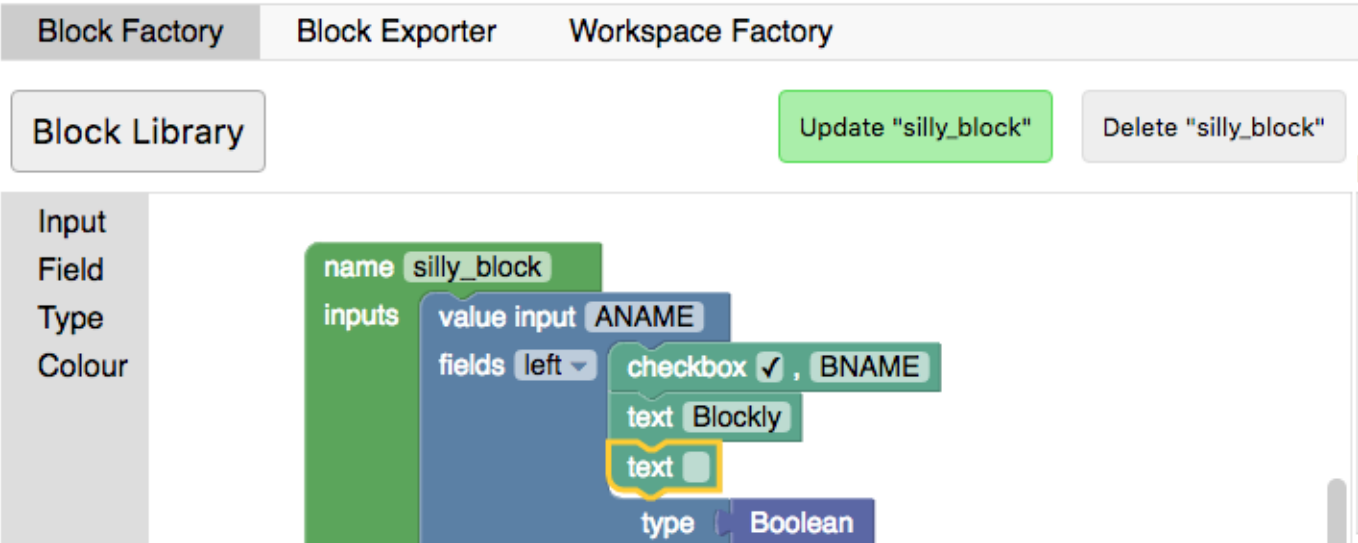 Block Factory Block Exporter Workspace Factory
Block Library Update "silly_block" Delete "silly_block"
Input
Field
Type
Colour
name silly_block
inputs value input ANAME
fields left checkbox ✓ , BNAME
text Blockly
text
type Boolean